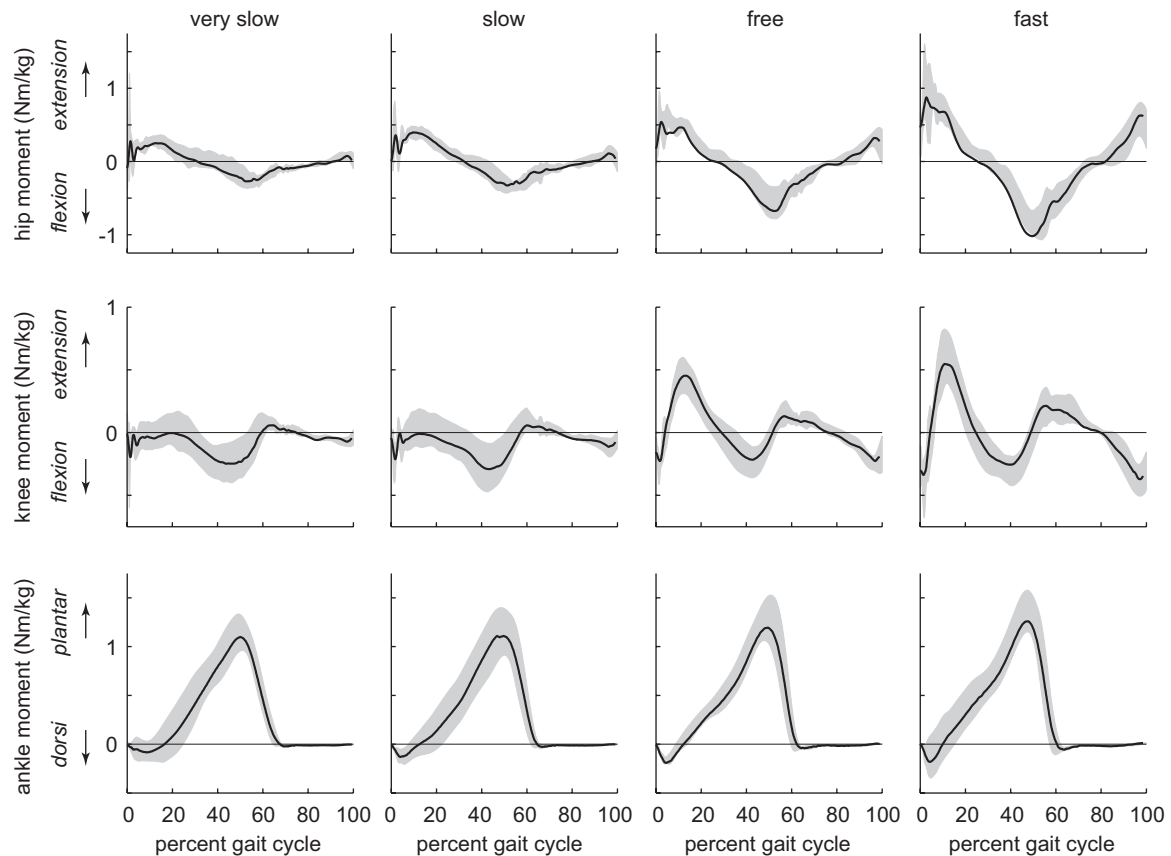 very slow
slow
free
fast
hip moment (Nm/kg)
flexion
extension
1
0
-1
knee moment (Nm/kg)
flexion
extension
1
0
ankle moment (Nm/kg)
dorsi
plantar
1
0
0 20 40 60 80 100
0 20 40 60 80 100
0 20 40 60 80 100
0 20 40 60 80 100
percent gait cycle
percent gait cycle
percent gait cycle
percent gait cycle